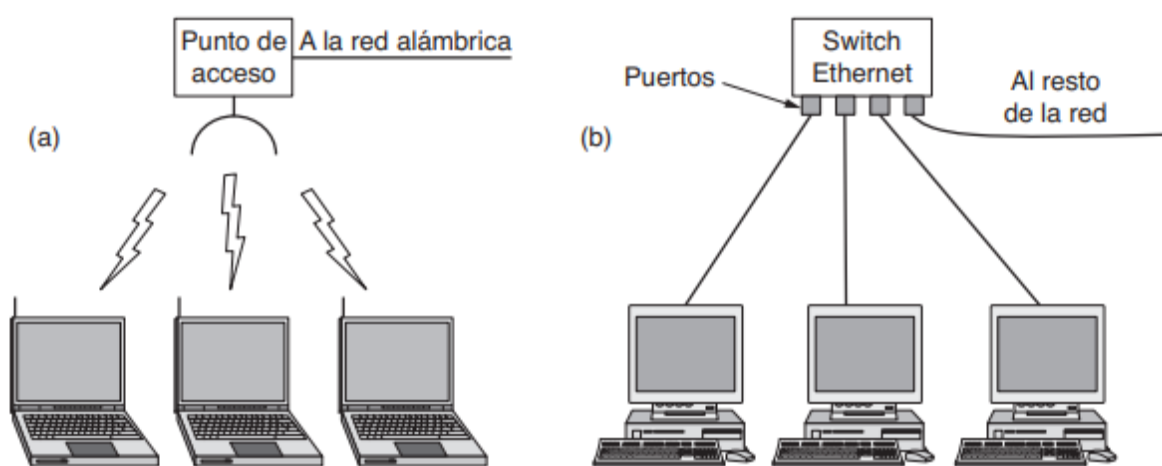 Punto de
acceso
A la red alámbrica
(a)
Switch
Ethernet
Puertos
Al resto
de la red
(b)